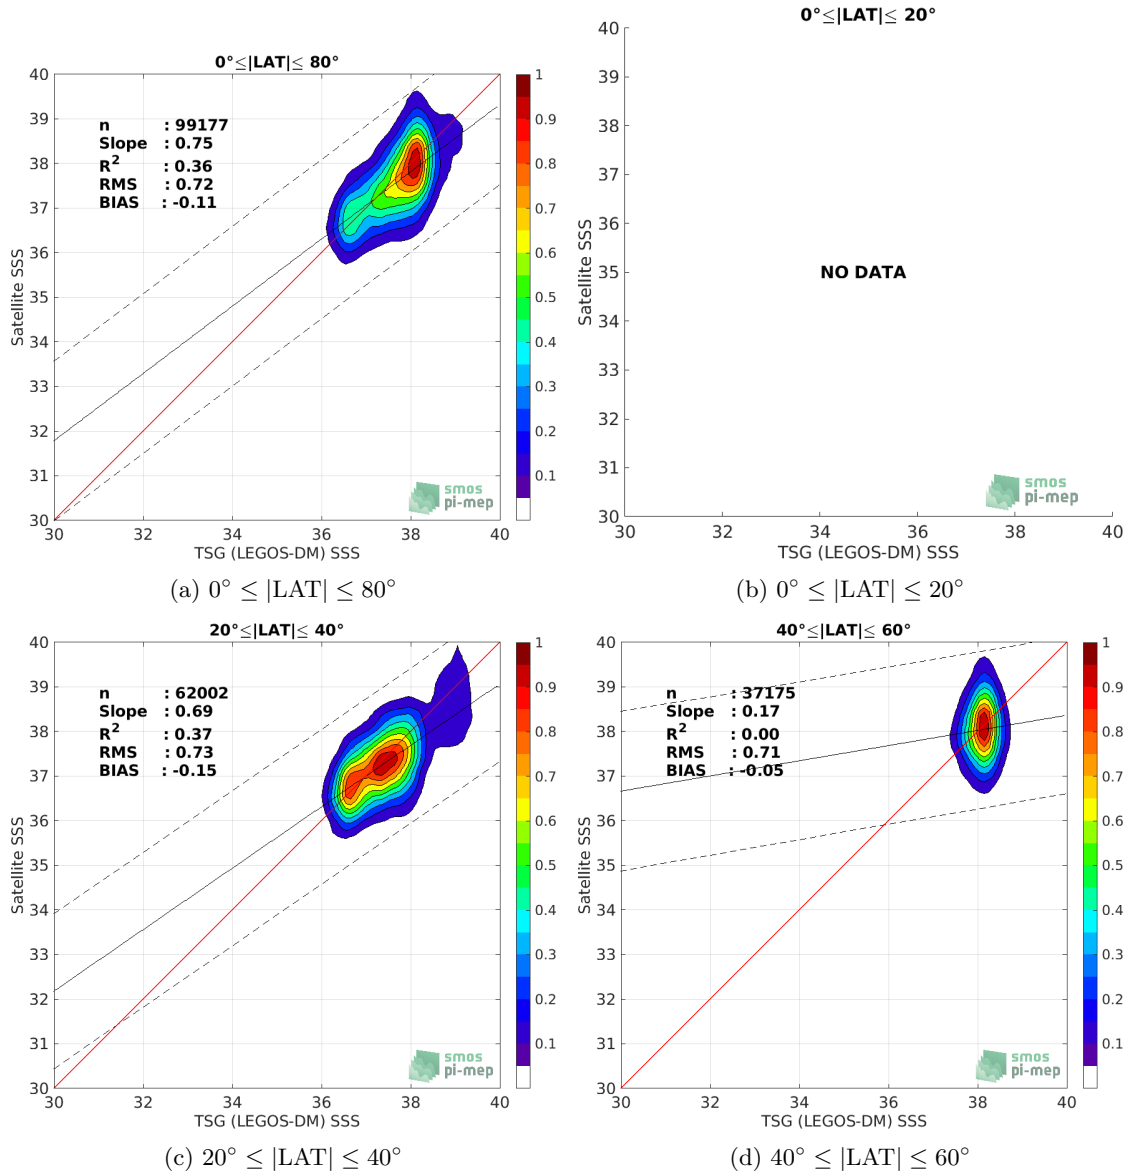 0°≤|LAT|≤ 80°
40
39
38
37
36
35
34
33
32
31
30
Satellite SSS
n : 99177
Slope : 0.75
R² : 0.36
RMS : 0.72
BIAS : -0.11
1
0.9
0.8
0.7
0.6
0.5
0.4
0.3
0.2
0.1
smos
pi-mep
30 32 34 36 38 40
TSG (LEGOS-DM) SSS
(a) 0° ≤ |LAT| ≤ 80°
0°≤|LAT|≤ 20°
40
39
38
37
36
35
34
33
32
31
30
Satellite SSS
NO DATA
smos
pi-mep
30 32 34 36 38 40
TSG (LEGOS-DM) SSS
(b) 0° ≤ |LAT| ≤ 20°
20°≤|LAT|≤ 40°
40
39
38
37
36
35
34
33
32
31
30
Satellite SSS
n : 62002
Slope : 0.69
R² : 0.37
RMS : 0.73
BIAS : -0.15
1
0.9
0.8
0.7
0.6
0.5
0.4
0.3
0.2
0.1
smos
pi-mep
30 32 34 36 38 40
TSG (LEGOS-DM) SSS
(c) 20° ≤ |LAT| ≤ 40°
40°≤|LAT|≤ 60°
40
39
38
37
36
35
34
33
32
31
30
Satellite SSS
n : 37175
Slope : 0.17
R² : 0.00
RMS : 0.71
BIAS : -0.05
1
0.9
0.8
0.7
0.6
0.5
0.4
0.3
0.2
0.1
smos
pi-mep
30 32 34 36 38 40
TSG (LEGOS-DM) SSS
(d) 40° ≤ |LAT| ≤ 60°